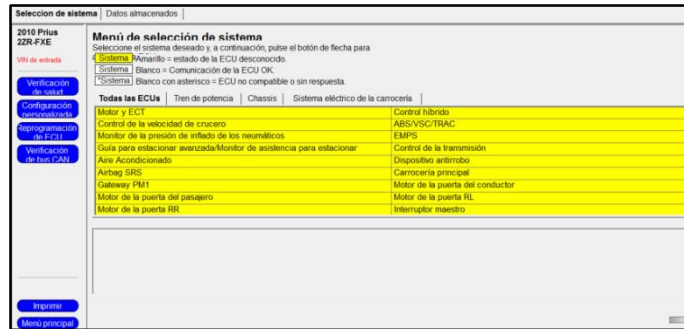 Seleccion de sistema
Datos almacenados
2010 Prius
2ZR-FXE
VIN de entrada
Verificación
de salud
Configuración
personalizada
Reprogramación
de ECU
Verificación
de bus CAN
Imprimir
Menú principal
Menú de selección de sistema
Seleccione el sistema deseado y, a continuación, pulse el botón de flecha para
Sistema Amarillo = estado de la ECU desconocido.
Sistema Blanco = Comunicación de la ECU OK.
*Sistema Blanco con asterisco = ECU no compatible o sin respuesta.
Todas las ECUs Tren de potencia Chassis Sistema eléctrico de la carrocería
Motor y ECT Control híbrido
Control de la velocidad de crucero ABS/VSC/TRAC
Monitor de la presión de inflado de los neumáticos EMPS
Guía para estacionar avanzada/Monitor de asistencia para estacionar Control de la transmisión
Aire Acondicionado Dispositivo antirrobo
Airbag SRS Carrocería principal
Gateway PM1 Motor de la puerta del conductor
Motor de la puerta del pasajero Motor de la puerta RL
Motor de la puerta RR Interruptor maestro